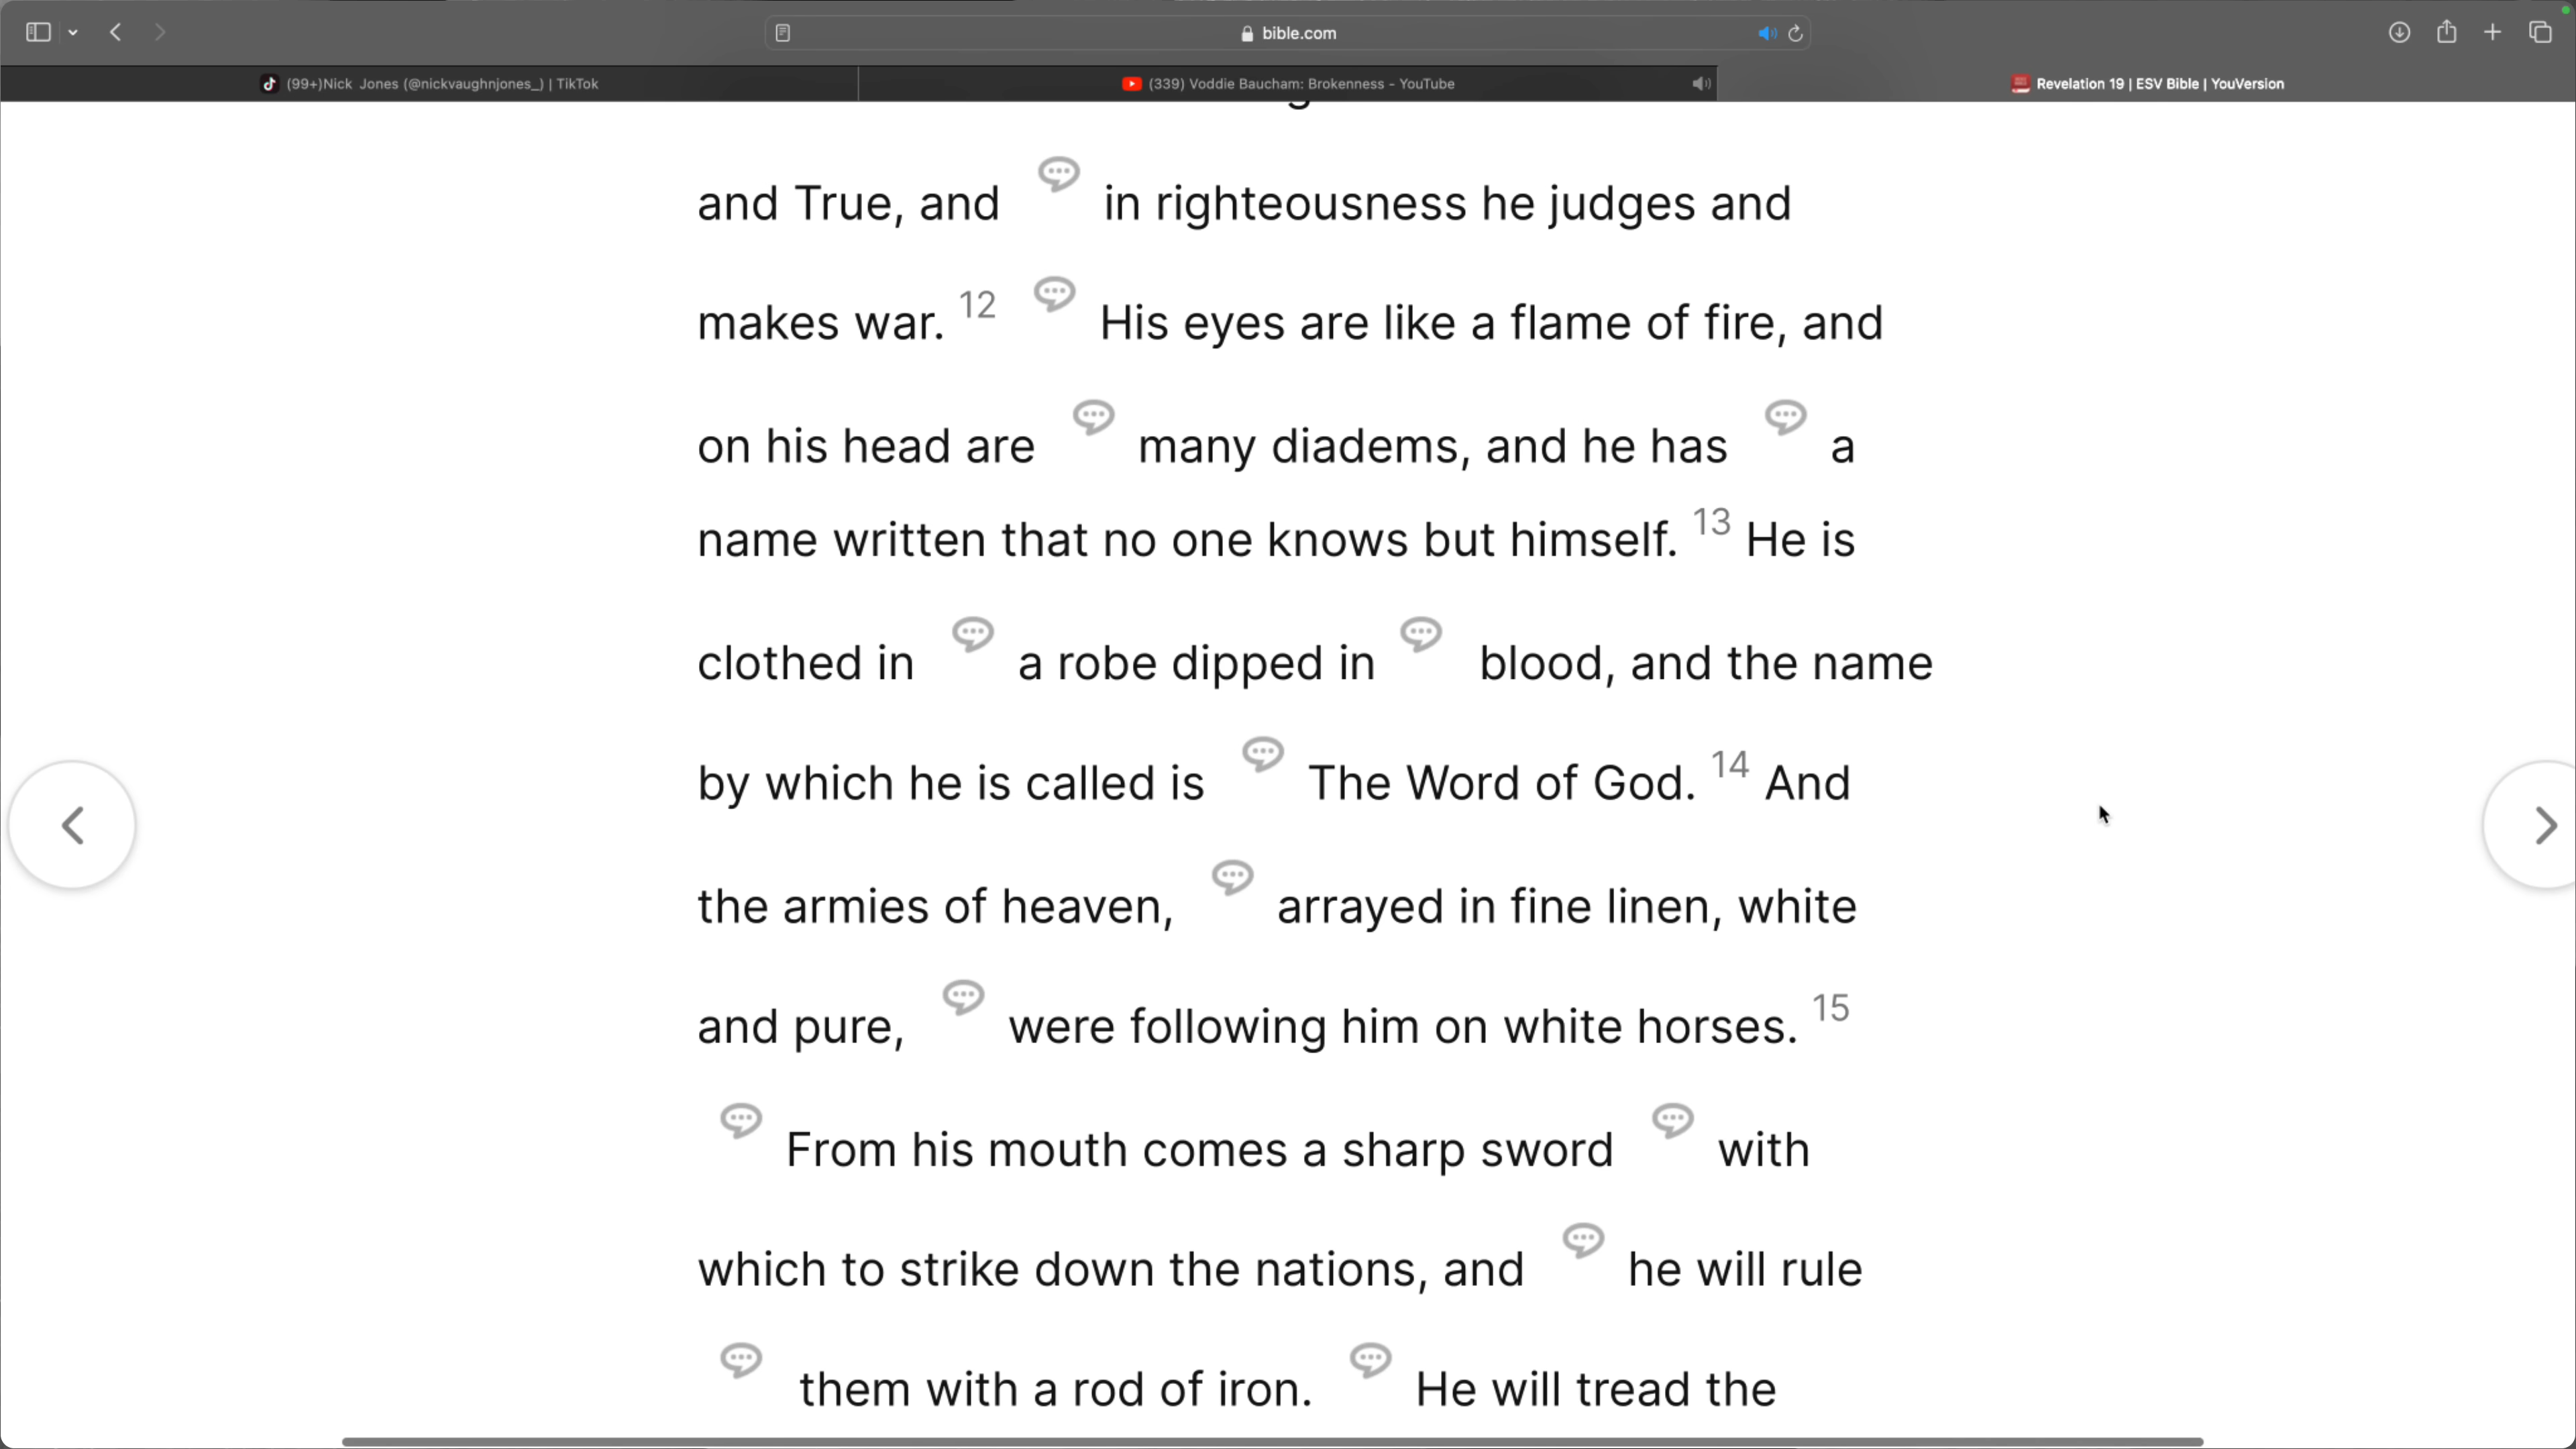 bible.com
(99+)Nick Jones (@nickvaughnjones_) | TikTok
(339) Voddie Baucham: Brokenness - YouTube
Revelation 19 | ESV Bible | YouVersion
and True, and in righteousness he judges and
makes war. 12 His eyes are like a flame of fire, and
on his head are many diadems, and he has a
name written that no one knows but himself. 13 He is
clothed in a robe dipped in blood, and the name
by which he is called is The Word of God. 14 And
the armies of heaven, arrayed in fine linen, white
and pure, were following him on white horses. 15
From his mouth comes a sharp sword with
which to strike down the nations, and he will rule
them with a rod of iron. He will tread the